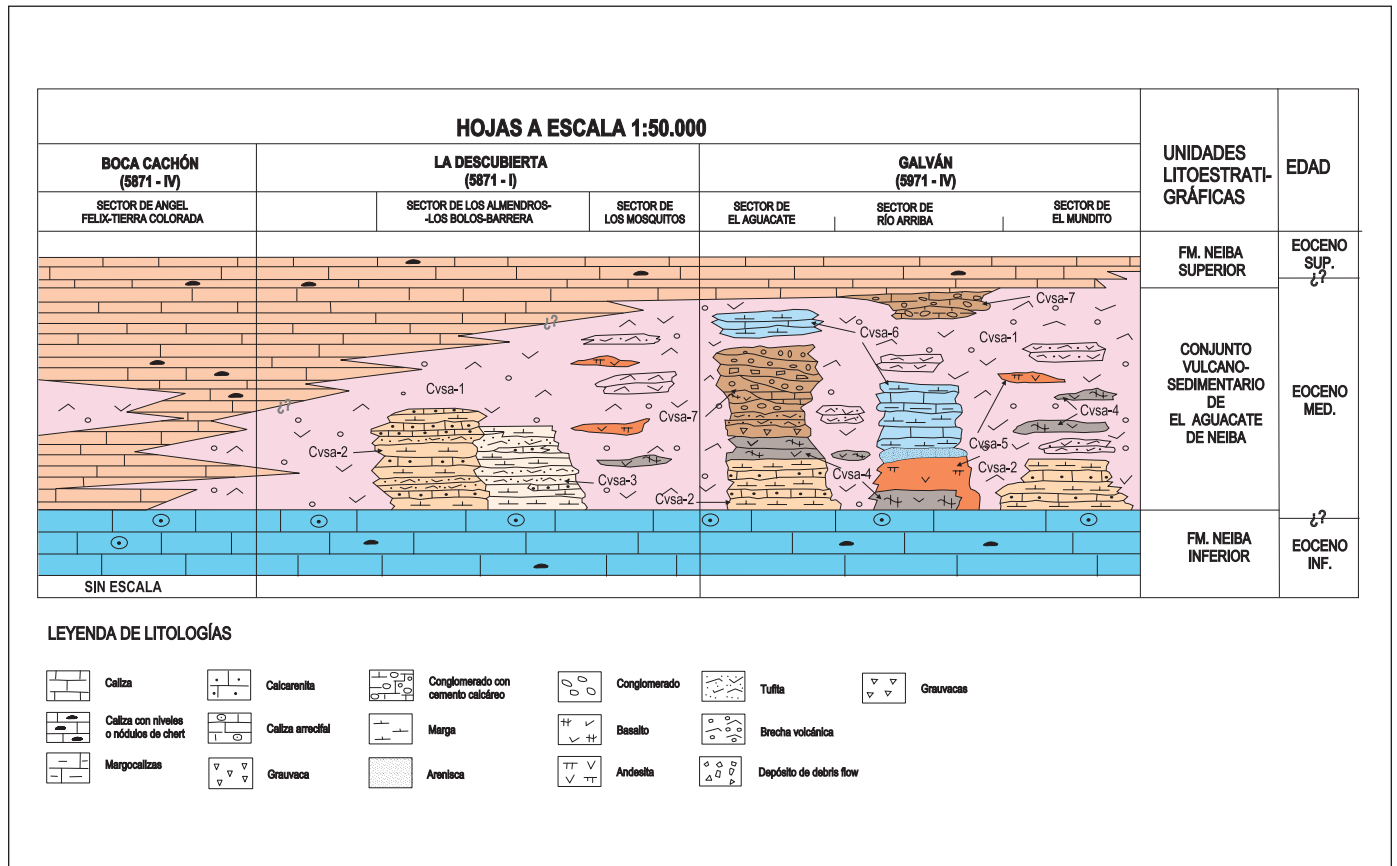 HOJAS A ESCALA 1:50.000
BOCA CACHÓN
(5871 - IV)
LA DESCUBIERTA
(5871 - I)
GALVÁN
(5971 - IV)
UNIDADES
LITOESTRATI-
GRÁFICAS
EDAD
SECTOR DE ANGEL
FELIX-TIERRA COLORADA
SECTOR DE LOS ALMENDROS-
-LOS BOLOS-BARRERA
SECTOR DE
LOS MOSQUITOS
SECTOR DE
EL AGUACATE
SECTOR DE
RÍO ARRIBA
SECTOR DE
EL MUNDITO
FM. NEIBA
SUPERIOR
EOCENO
SUP.
¿?
Cvsa-7
¿?
Cvsa-6
Cvsa-1
CONJUNTO
VULCANO-
SEDIMENTARIO
DE
EL AGUACATE
DE NEIBA
EOCENO
MED.
Cvsa-1
¿?
Cvsa-7
Cvsa-4
Cvsa-5
Cvsa-2
Cvsa-2
Cvsa-3
Cvsa-4
Cvsa-2
¿?
FM. NEIBA
INFERIOR
EOCENO
INF.
SIN ESCALA
LEYENDA DE LITOLOGÍAS
Caliza
Calcarenita
Conglomerado con
cemento calcáreo
Conglomerado
Tufita
Grauvacas
Caliza con niveles
o nódulos de chert
Caliza arrecifal
Marga
Basalto
Brecha volcánica
Margocalizas
Grauvaca
Arenisca
Andesita
Depósito de debris flow